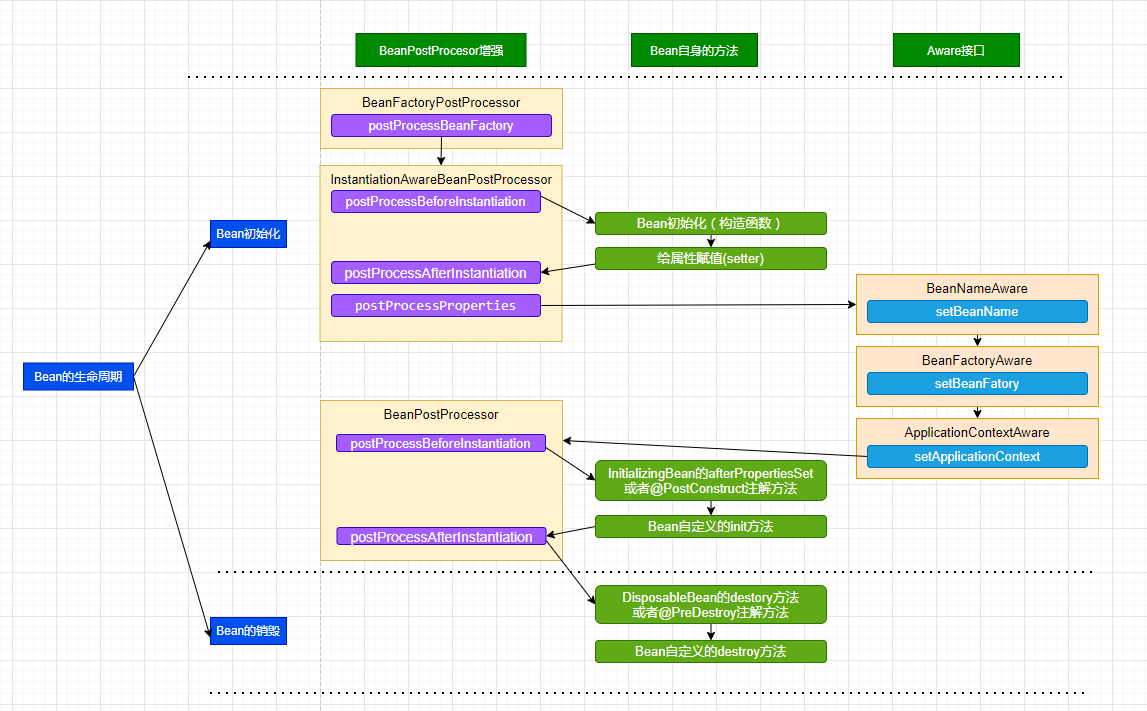 BeanPostProcesor增强
Bean自身的方法
Aware接口
BeanFactoryPostProcessor
postProcessBeanFactory
InstantiationAwareBeanPostProcessor
postProcessBeforeInstantiation
Bean初始化
Bean初始化（构造函数）
给属性赋值(setter)
postProcessAfterInstantiation
postProcessProperties
BeanNameAware
setBeanName
BeanFactoryAware
setBeanFatory
Bean的生命周期
ApplicationContextAware
setApplicationContext
BeanPostProcessor
postProcessBeforeInstantiation
InitializingBean的afterPropertiesSet
或者@PostConstruct注解方法
Bean自定义的init方法
postProcessAfterInstantiation
DisposableBean的destory方法
或者@PreDestroy注解方法
Bean的销毁
Bean自定义的destroy方法